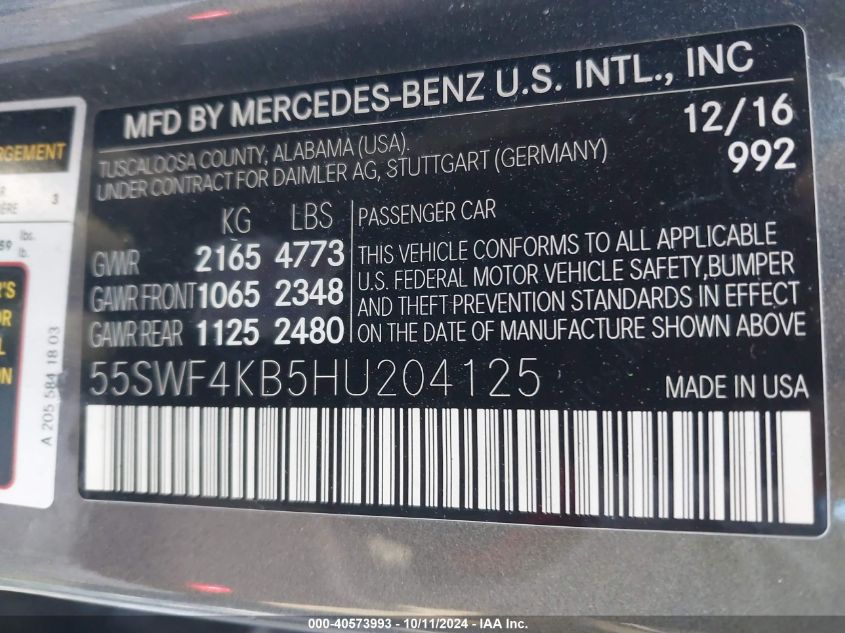 MFD BY MERCEDES-BENZ U.S. INTL., INC
TUSCALOOSA COUNTY, ALABAMA (USA).
UNDER CONTRACT FOR DAIMLER AG, STUTTGART (GERMANY)
12/16
992
KG LBS
GVWR 2165 4773
GAWR FRONT 1065 2348
GAWR REAR 1125 2480
PASSENGER CAR
THIS VEHICLE CONFORMS TO ALL APPLICABLE
U.S. FEDERAL MOTOR VEHICLE SAFETY,BUMPER
AND THEFT PREVENTION STANDARDS IN EFFECT
ON THE DATE OF MANUFACTURE SHOWN ABOVE
55SWF4KB5HU204125
MADE IN USA
A 205 584 18 03
3
lbs.
lb.
000-40573993 - 10/11/2024 - IAA Inc.